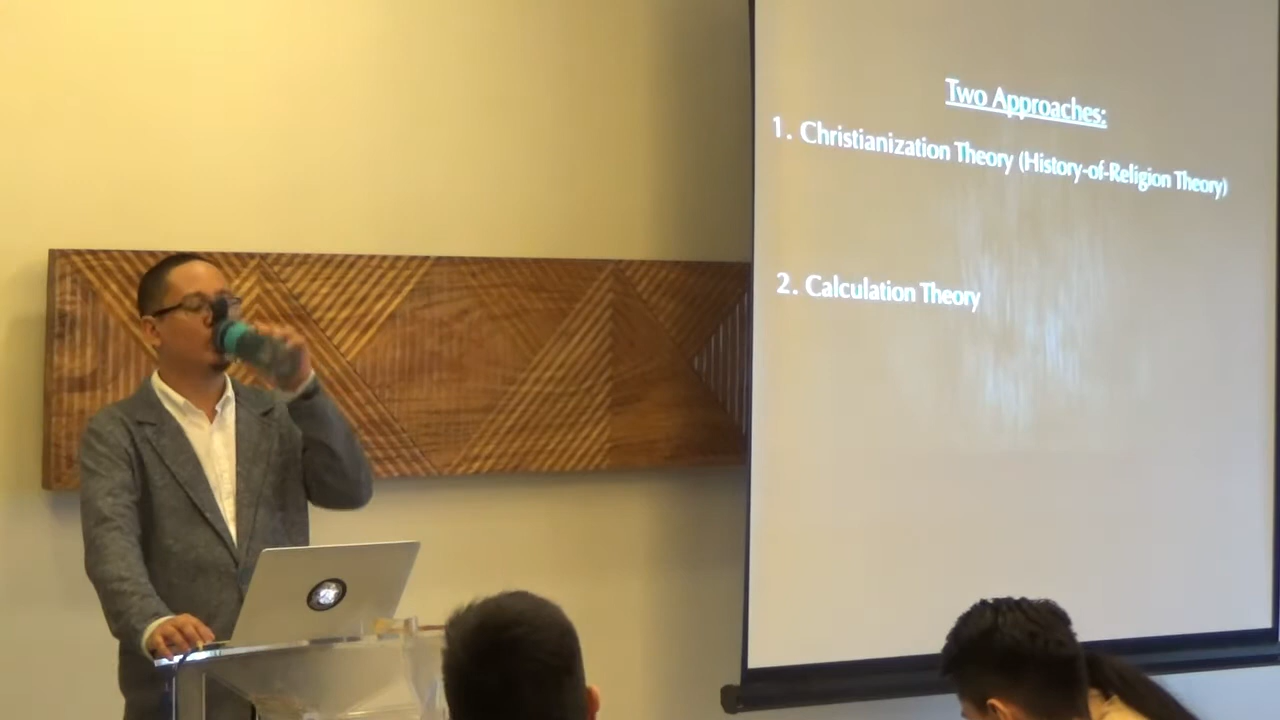 Two Approaches:
1. Christianization Theory (History-of-Religion Theory)
2. Calculation Theory